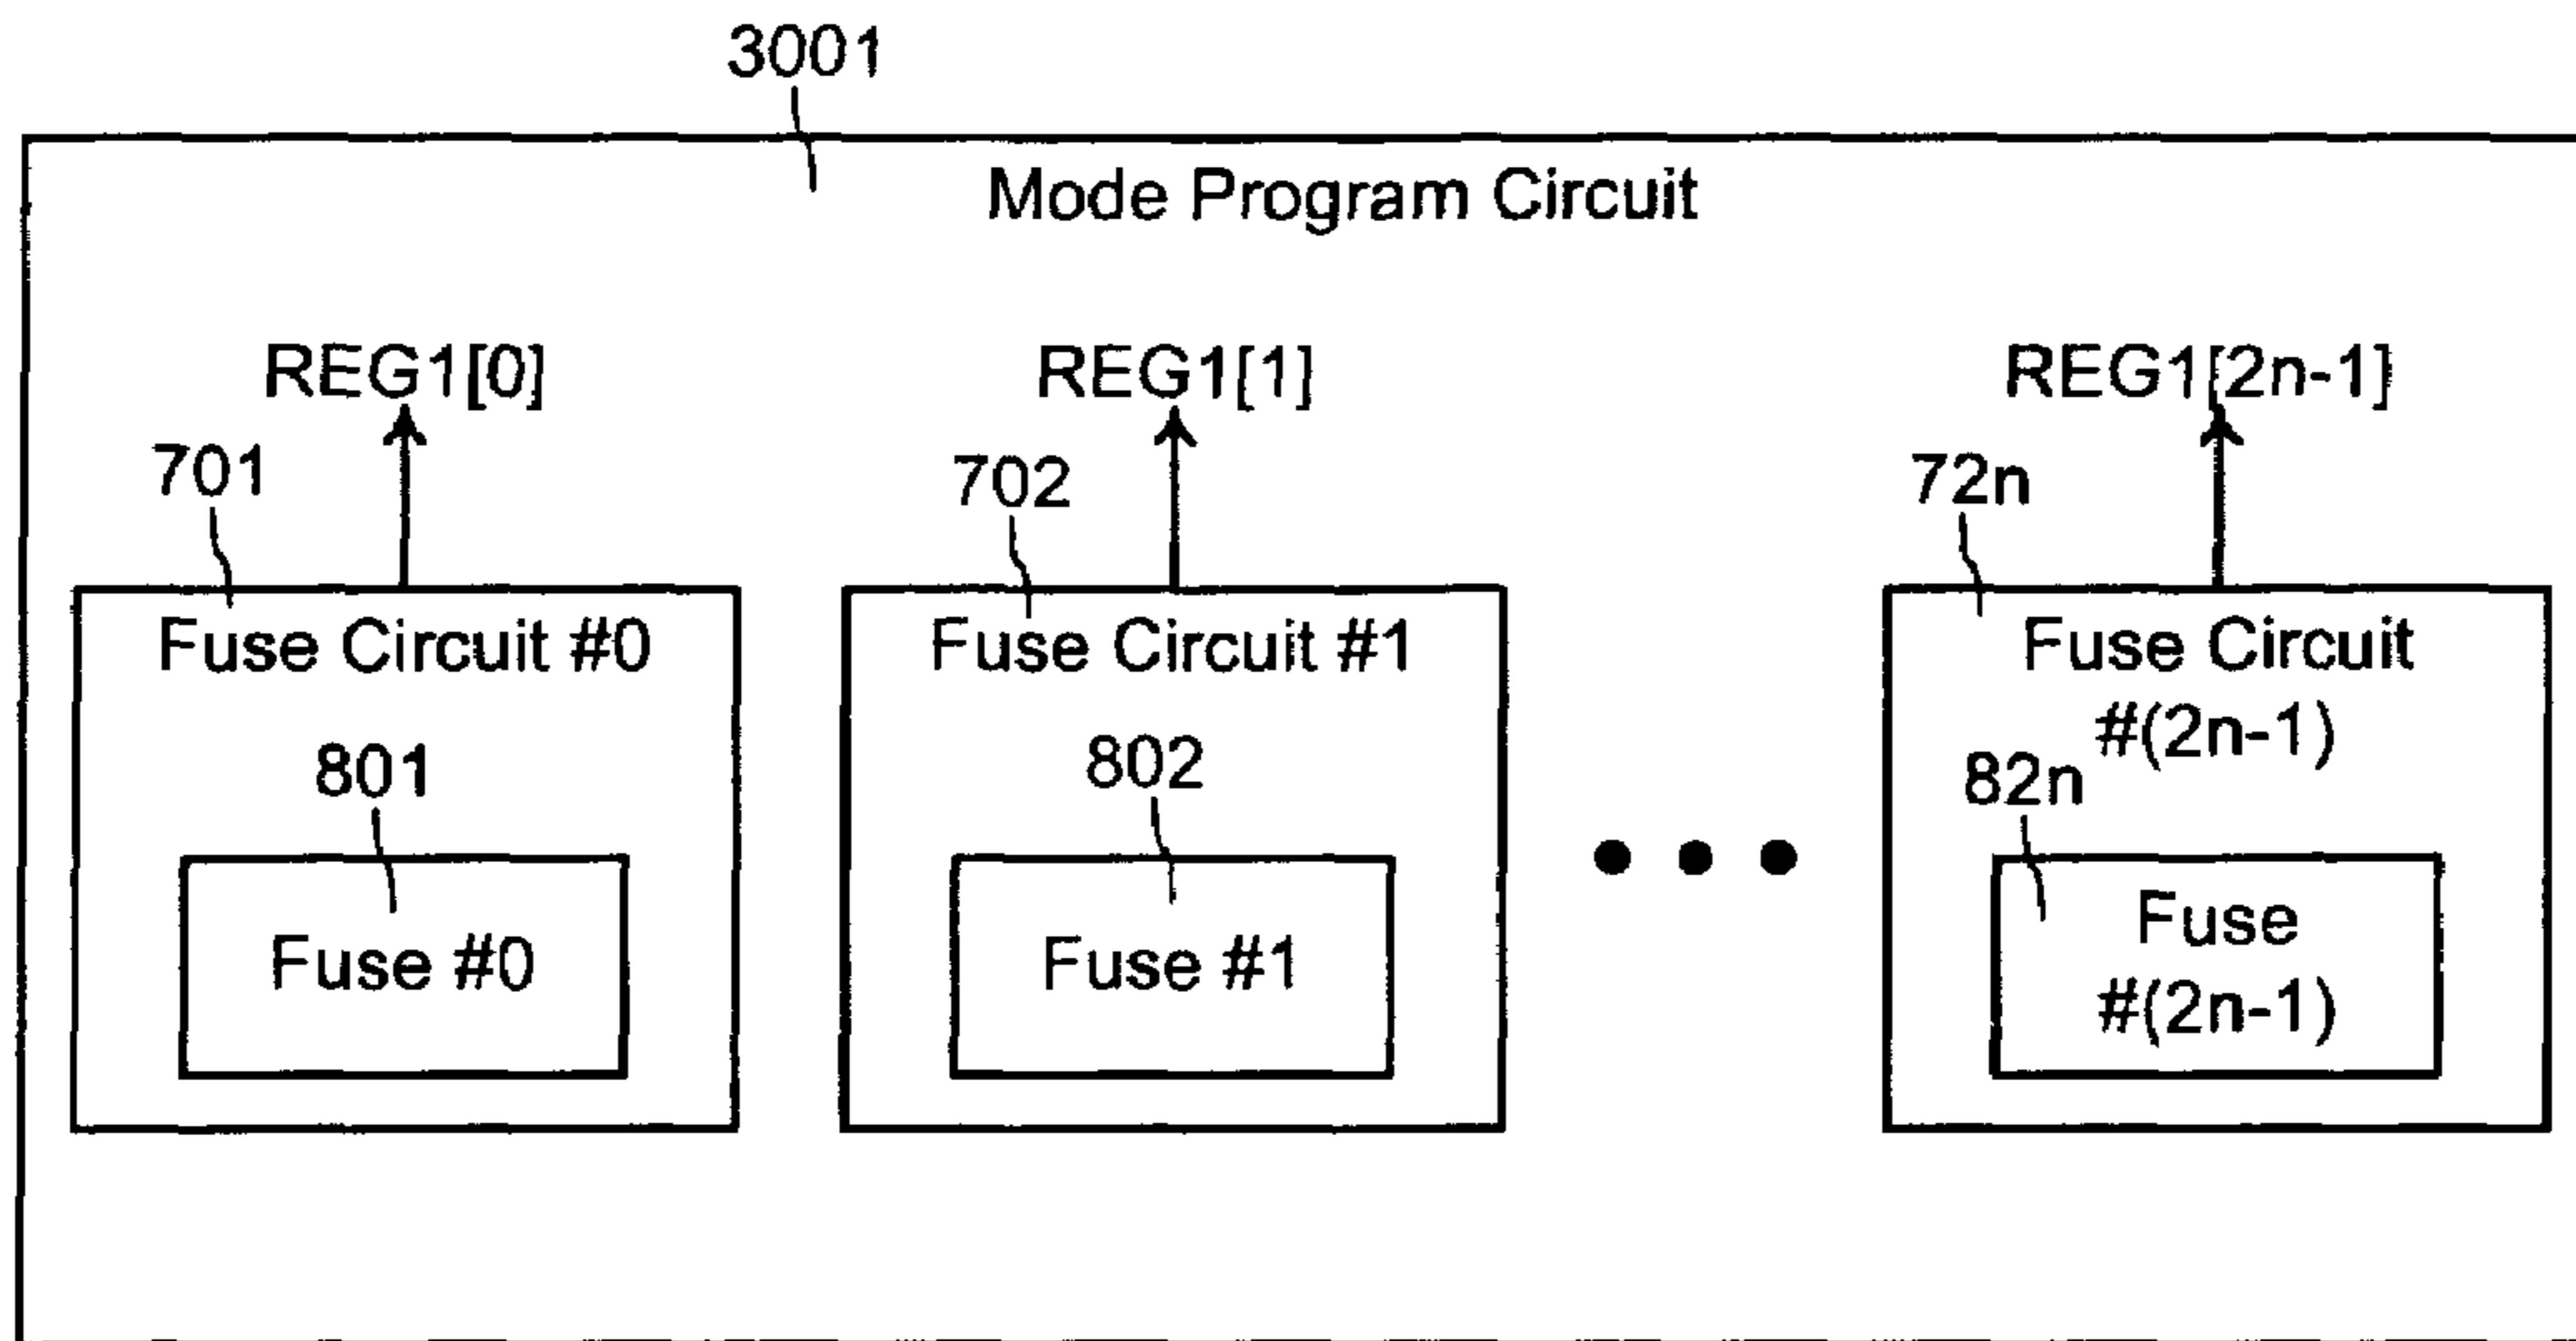 3001
Mode Program Circuit
REG1[0]
REG1[1]
REG1[2n-1]
701
702
72n
Fuse Circuit #0
Fuse Circuit #1
Fuse Circuit
#(2n-1)
801
802
82n
Fuse #0
Fuse #1
Fuse
#(2n-1)